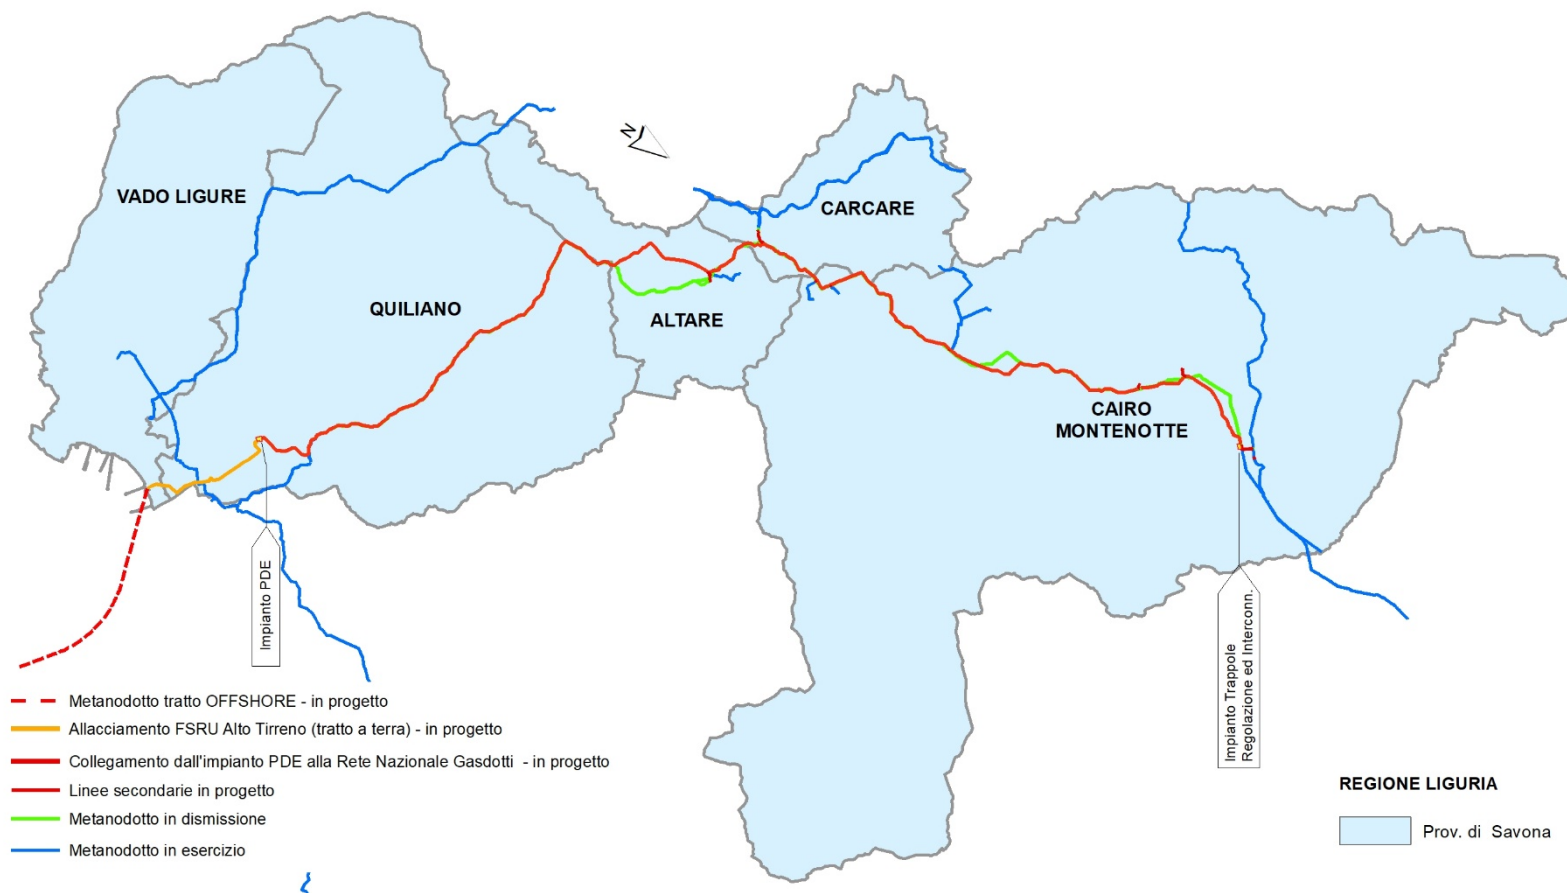 N
VADO LIGURE
CARCARE
QUILIANO
ALTARE
CAIRO
MONTENOTTE
Impianto PDE
Impianto Trappole
Regolazione ed Interconn.
Metanodotto tratto OFFSHORE - in progetto
Allacciamento FSRU Alto Tirreno (tratto a terra) - in progetto
Collegamento dall'impianto PDE alla Rete Nazionale Gasdotti - in progetto
Linee secondarie in progetto
Metanodotto in dismissione
Metanodotto in esercizio
REGIONE LIGURIA
Prov. di Savona